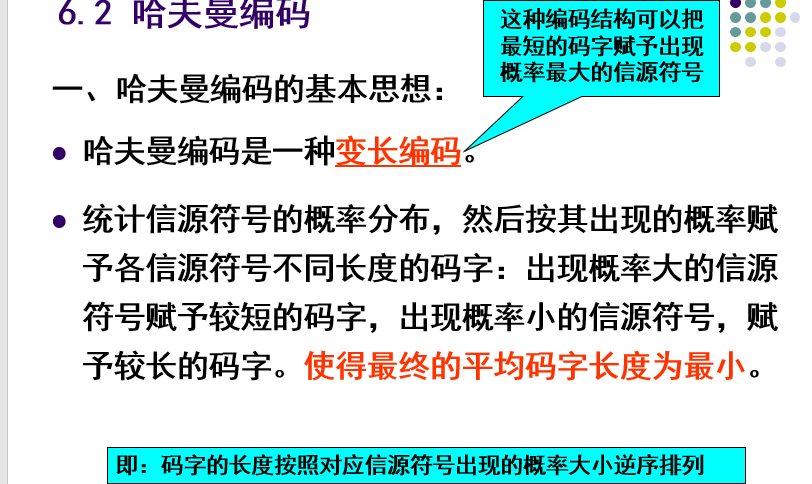 6.2 哈夫曼编码
这种编码结构可以把
最短的码字赋予出现
概率最大的信源符号
一、哈夫曼编码的基本思想：
哈夫曼编码是一种变长编码。
统计信源符号的概率分布，然后按其出现的概率赋
予各信源符号不同长度的码字：出现概率大的信源
符号赋予较短的码字，出现概率小的信源符号，赋
予较长的码字。使得最终的平均码字长度为最小。
即：码字的长度按照对应信源符号出现的概率大小逆序排列